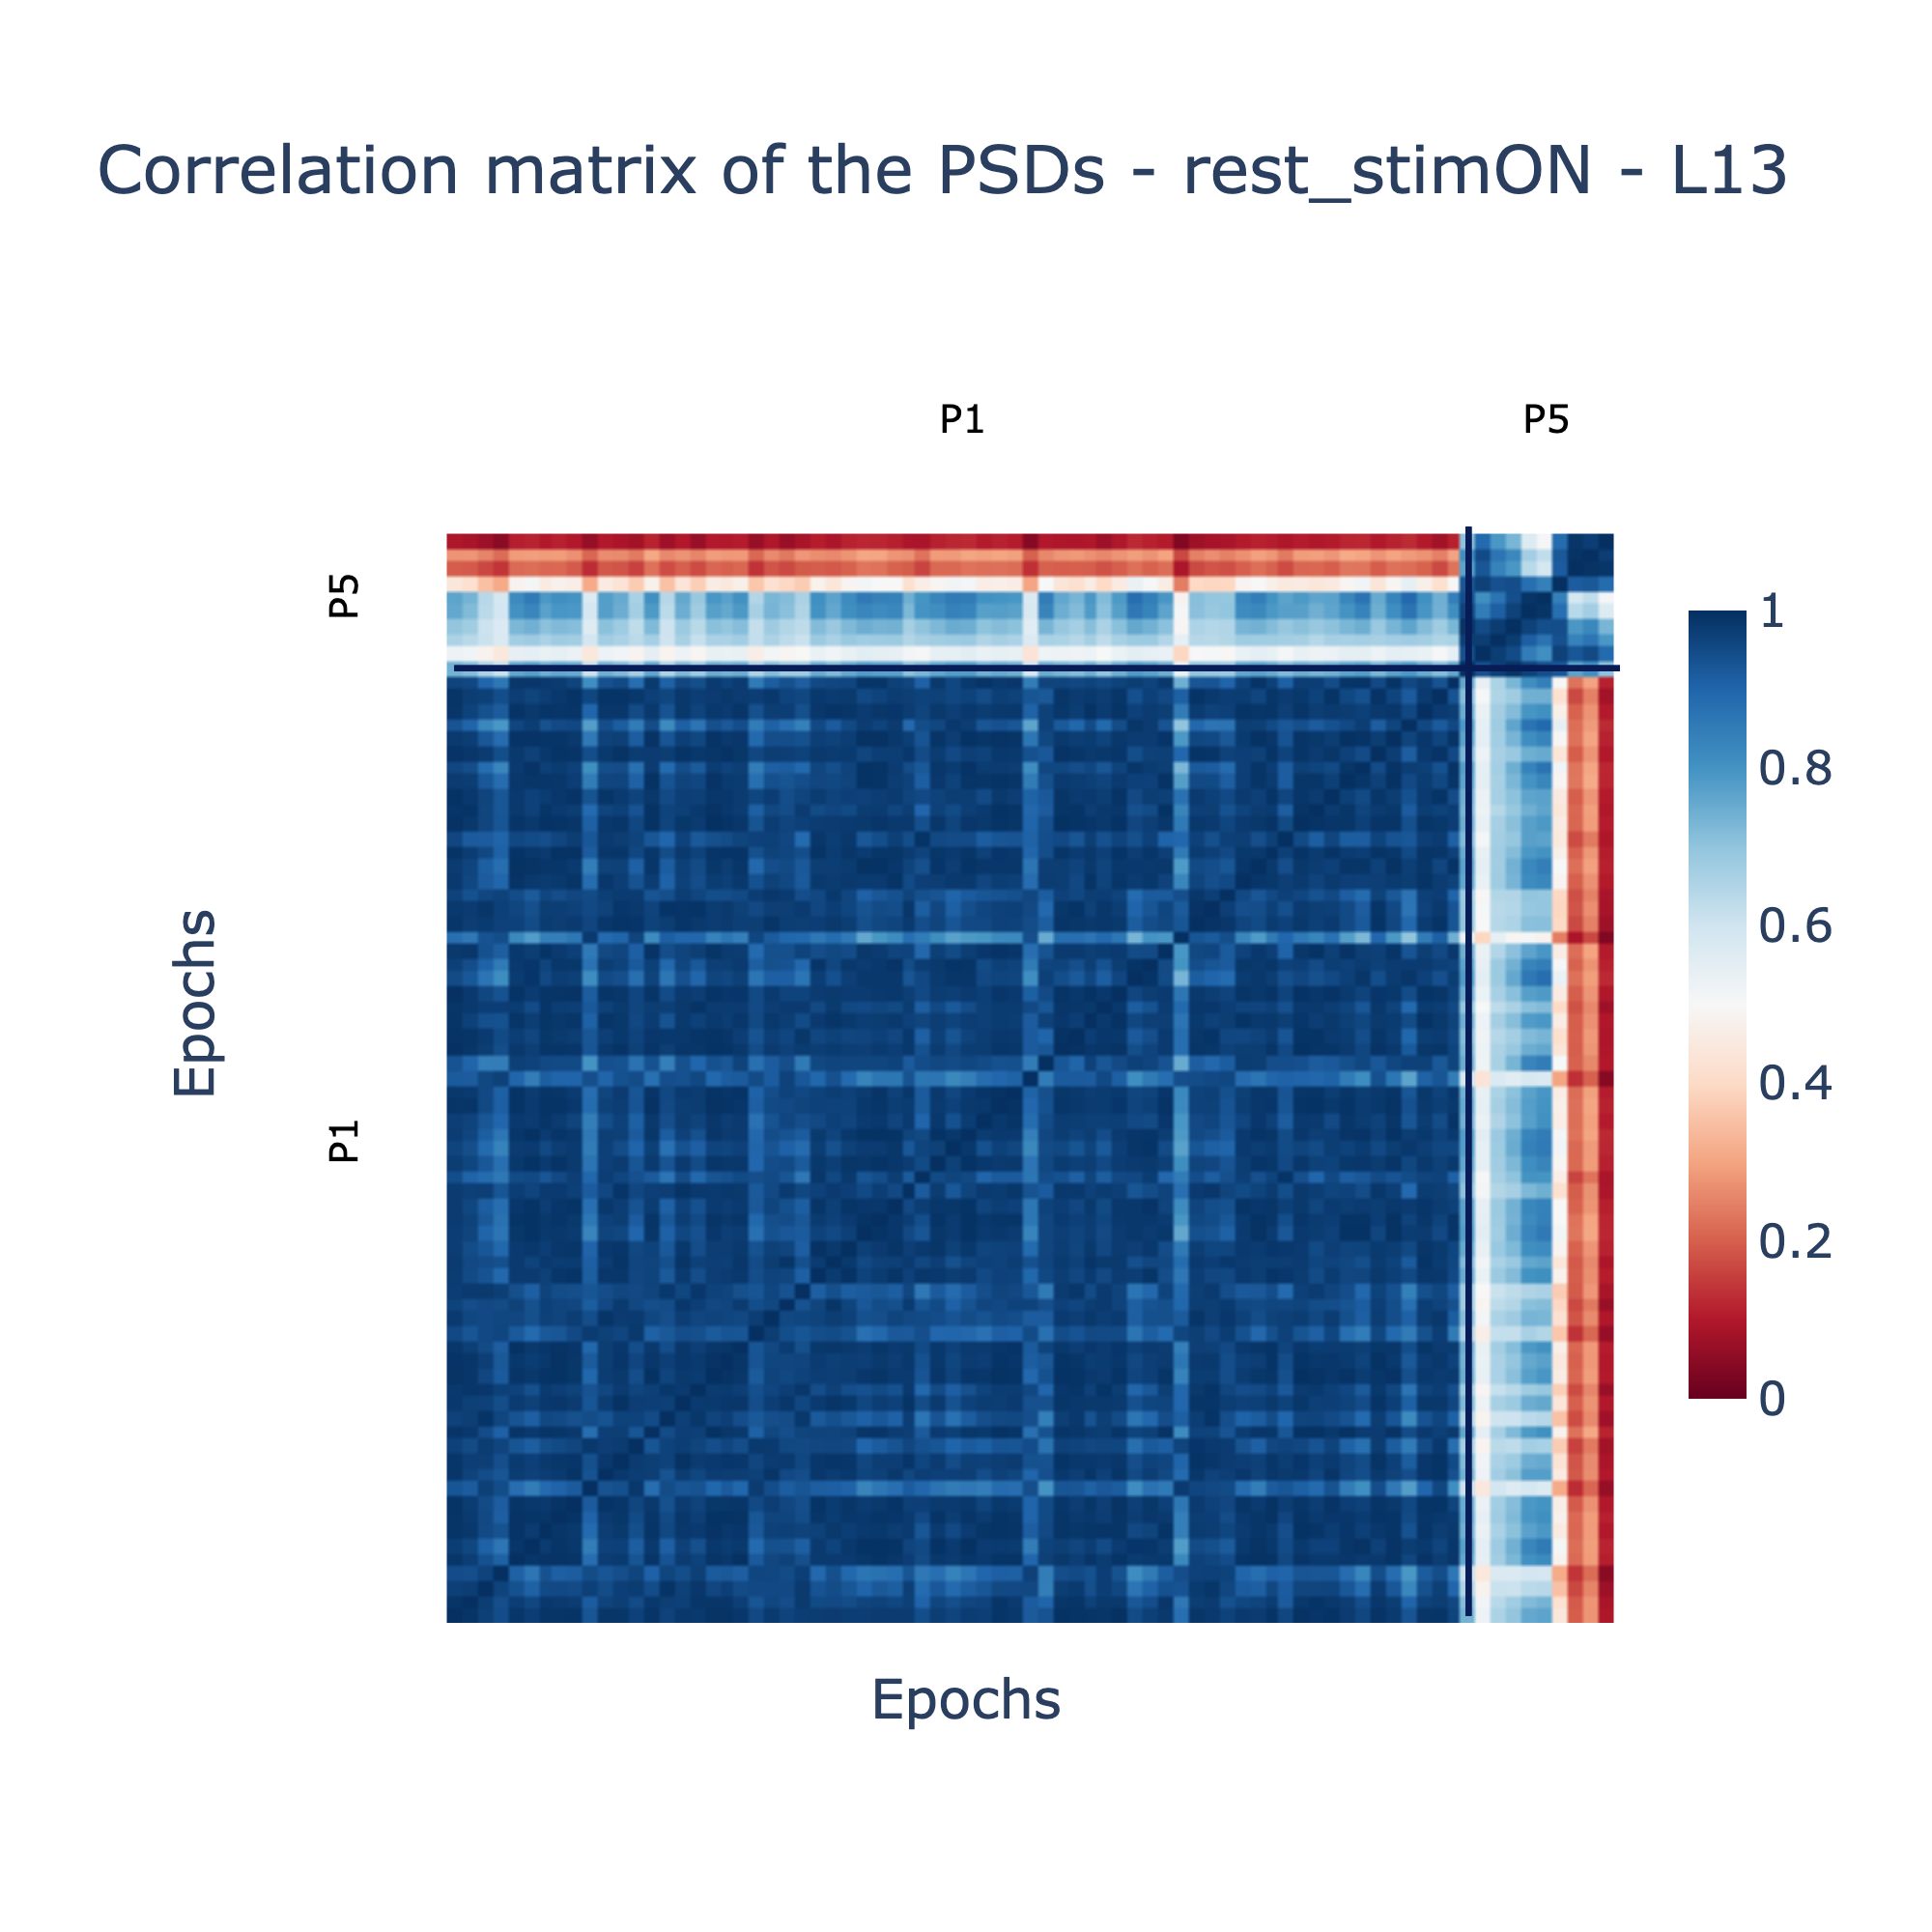 Correlation matrix of the PSDs - rest_stimON - L13
P1
P5
P5
P1
Epochs
Epochs
1
0.8
0.6
0.4
0.2
0